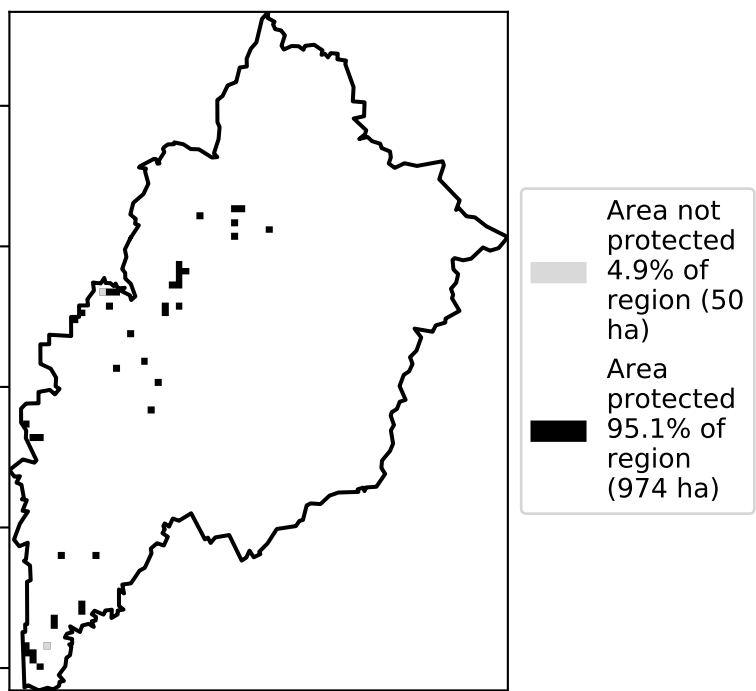 Area not
protected
4.9% of
region (50
ha)
Area
protected
95.1% of
region
(974 ha)